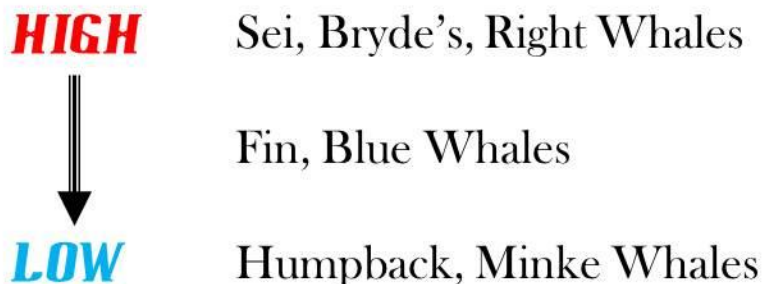 HIGH Sei, Bryde’s, Right Whales
Fin, Blue Whales
LOW Humpback, Minke Whales